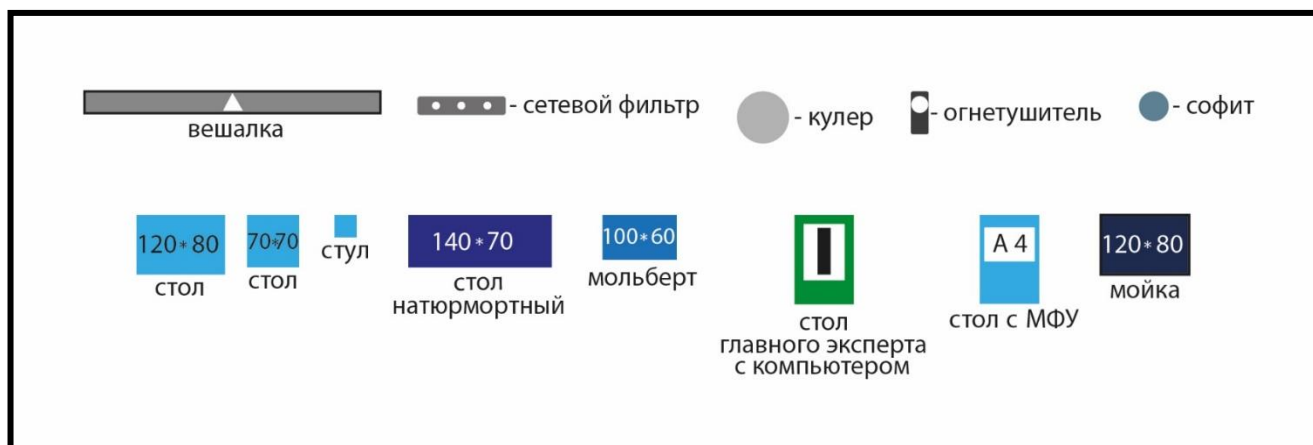 вешалка
- сетевой фильтр
- кулер
- огнетушитель
- софит
120*80
стол
70*70
стол
стул
140*70
стол
натюрмортный
100*60
мольберт
стол
главного эксперта
с компьютером
А 4
стол с МФУ
120*80
мойка